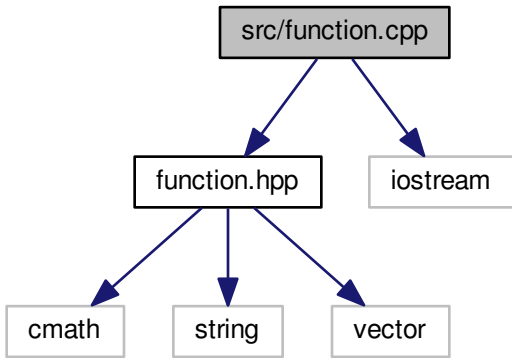 src/function.cpp
function.hpp
iostream
cmath
string
vector